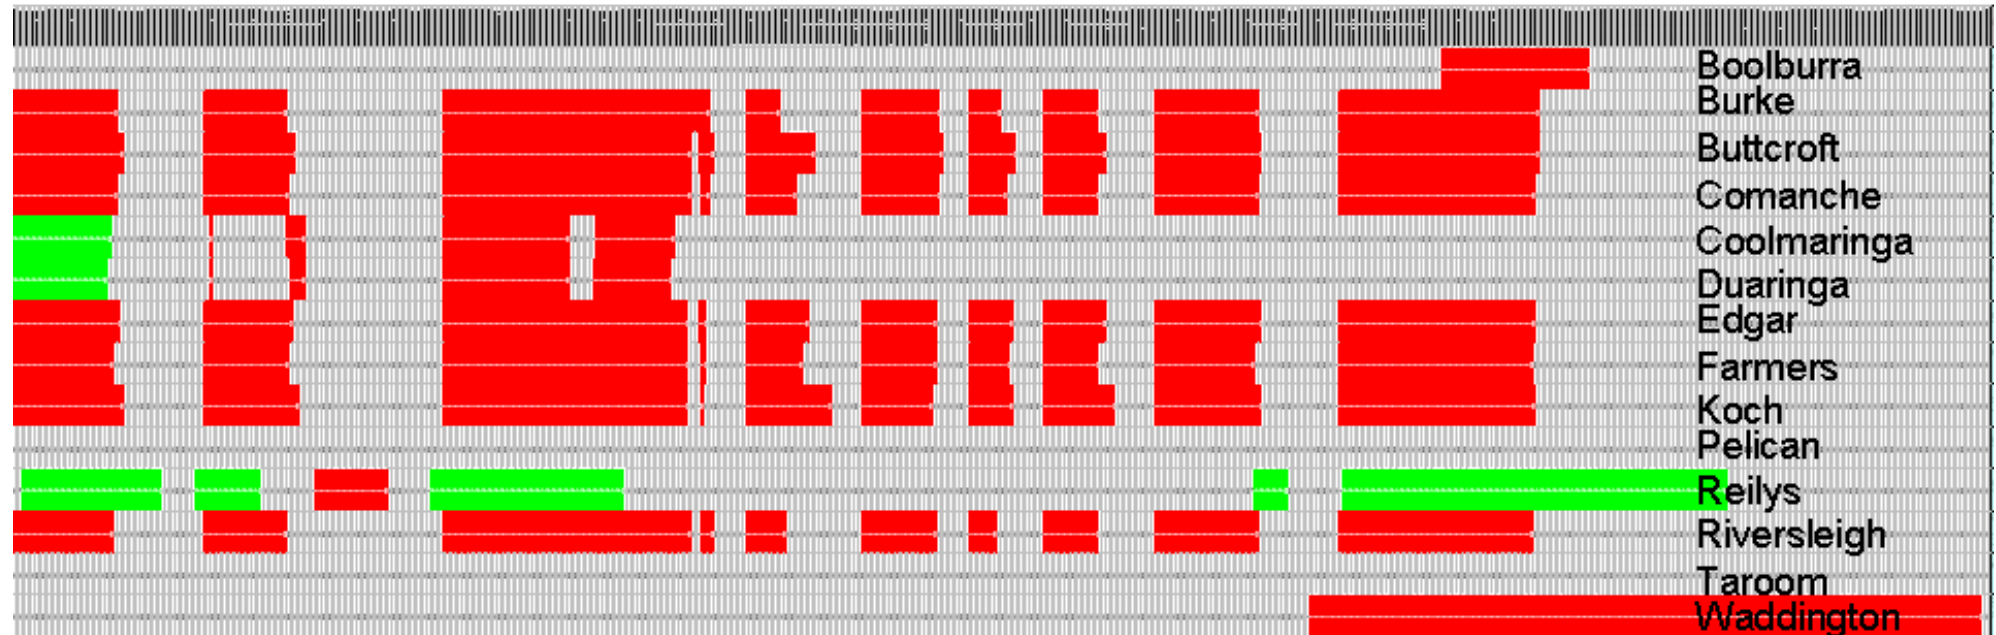 Boolburra
Burke
Buttcroft
Comanche
Coolmaringa
Duaringa
Edgar
Farmers
Koch
Pelican
Reilys
Riversleigh
Taroom
Waddington